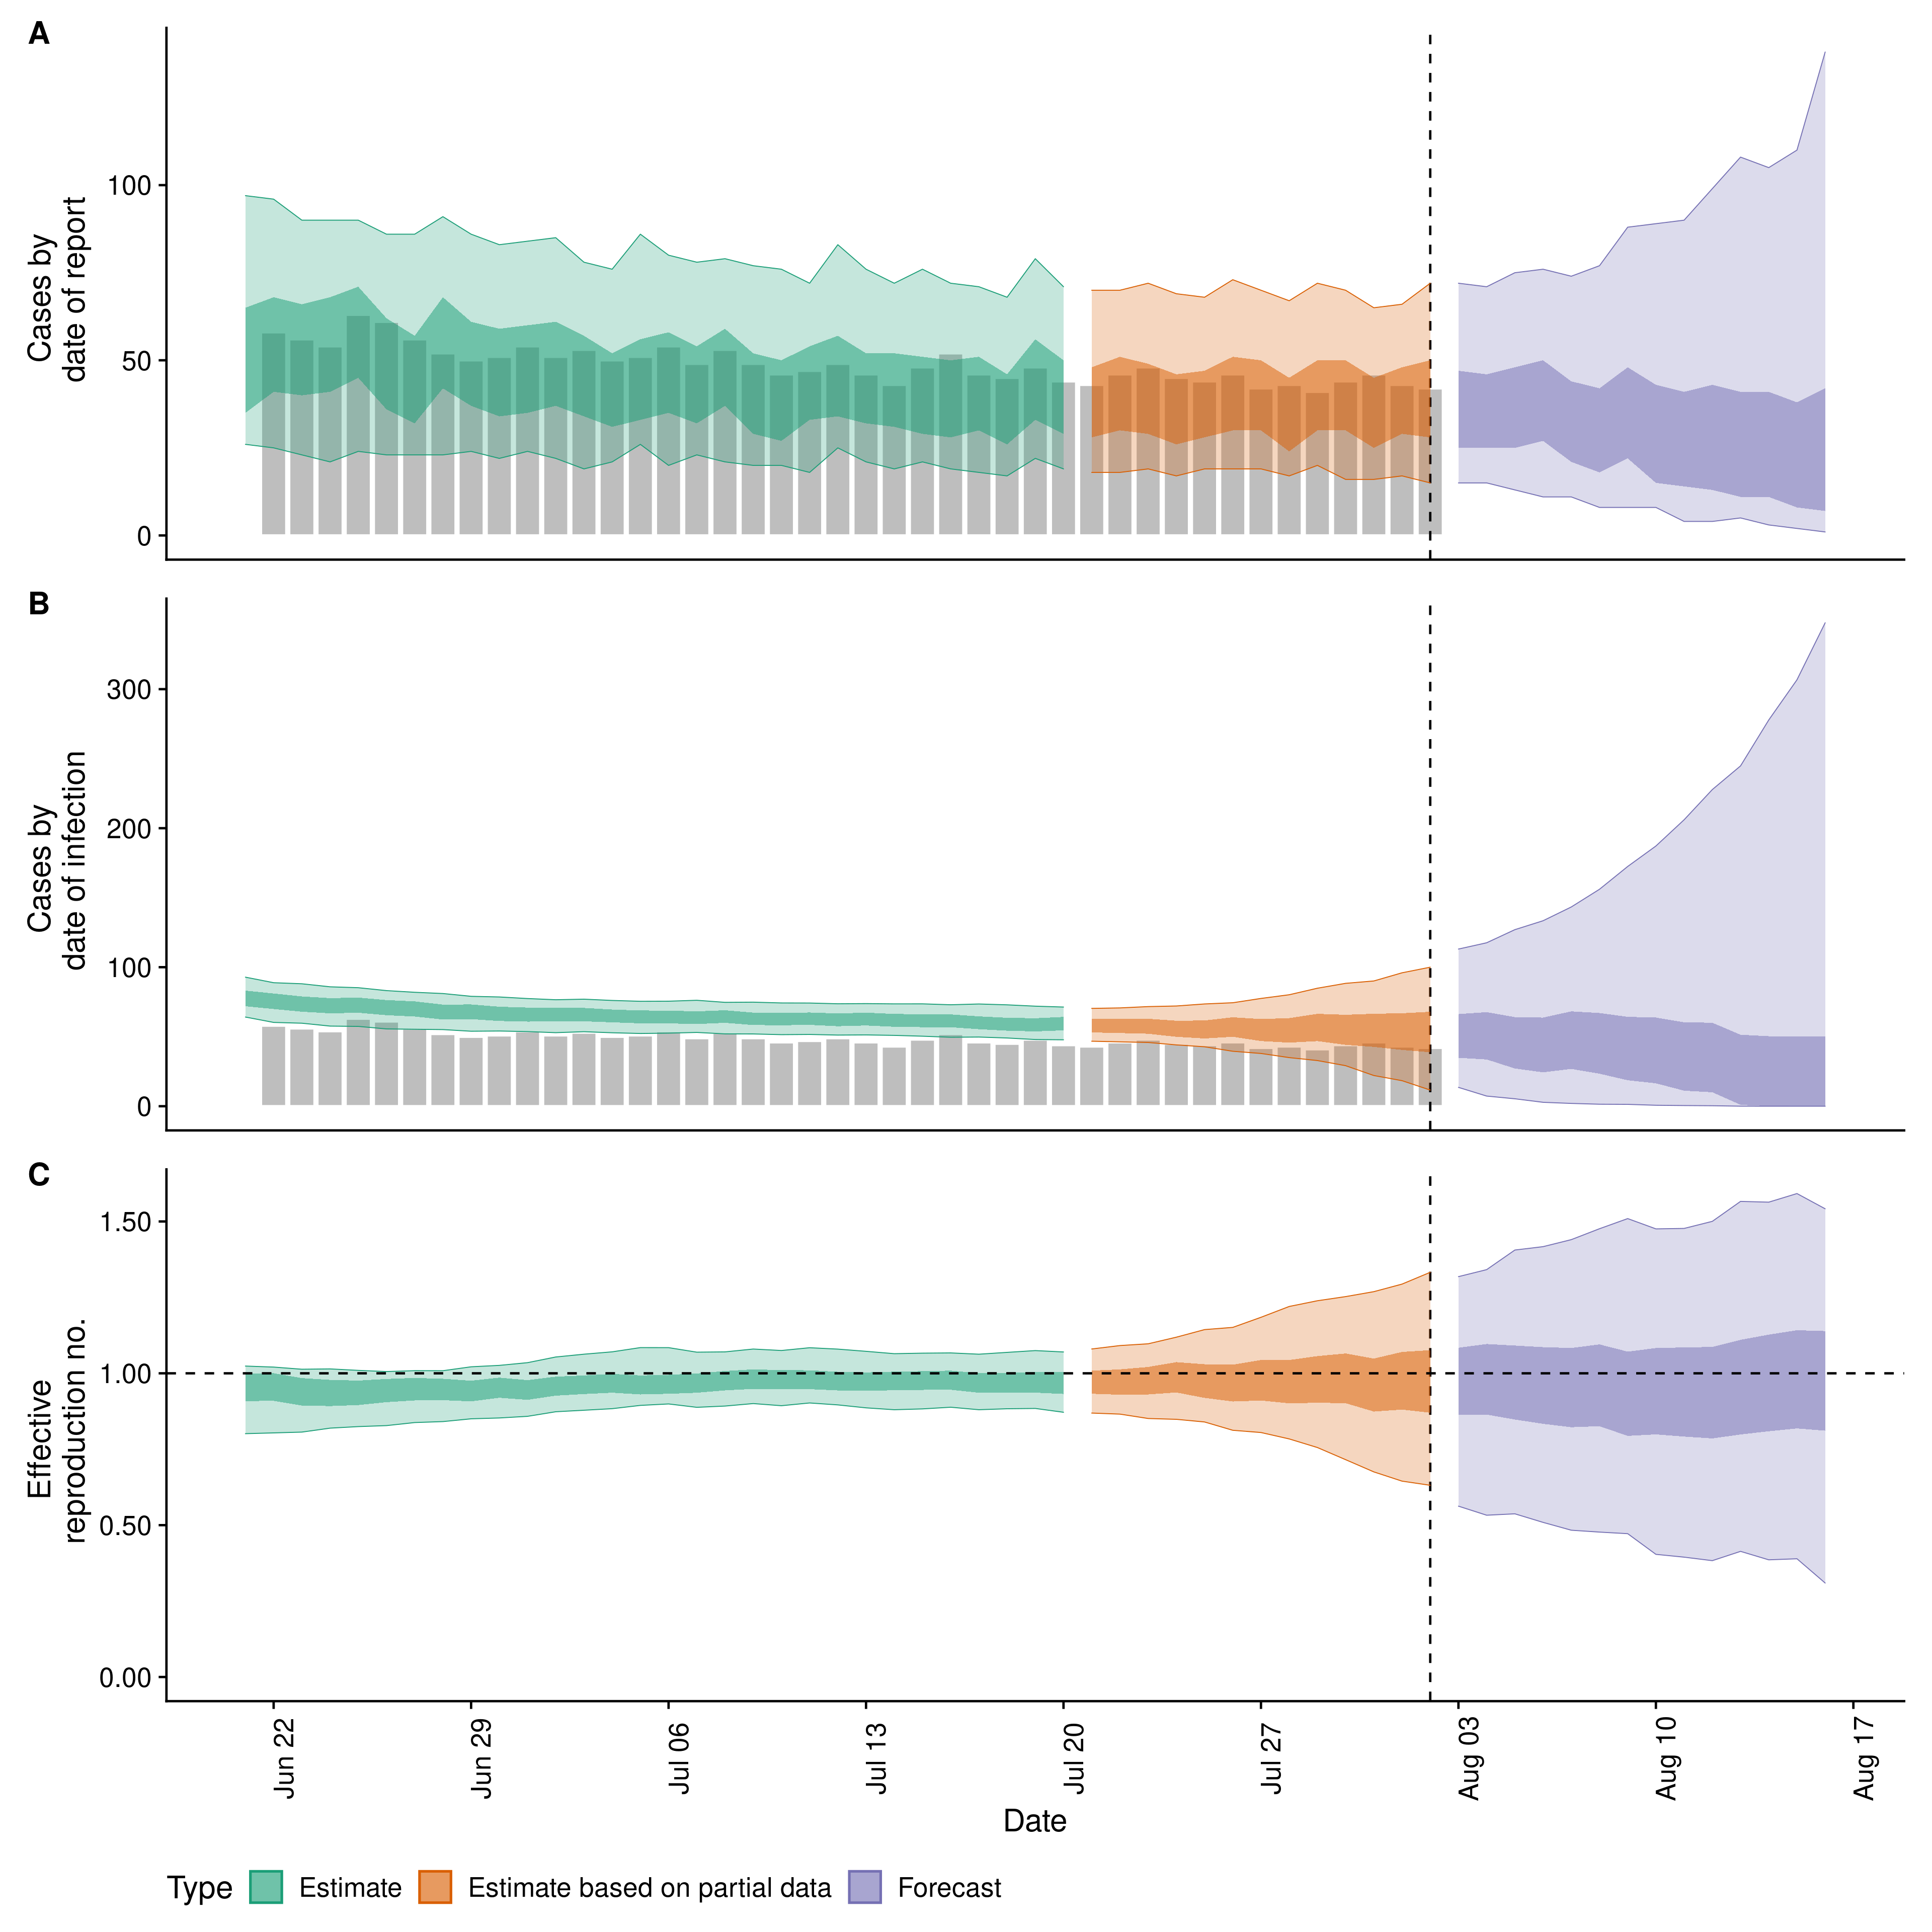 A
Cases by
date of report
100
50
0
B
Cases by
date of infection
300
200
100
0
C
Effective
reproduction no.
1.50
1.00
0.50
0.00
Jun 22
Jun 29
Jul 06
Jul 13
Jul 20
Jul 27
Aug 03
Aug 10
Aug 17
Date
Type Estimate Estimate based on partial data Forecast